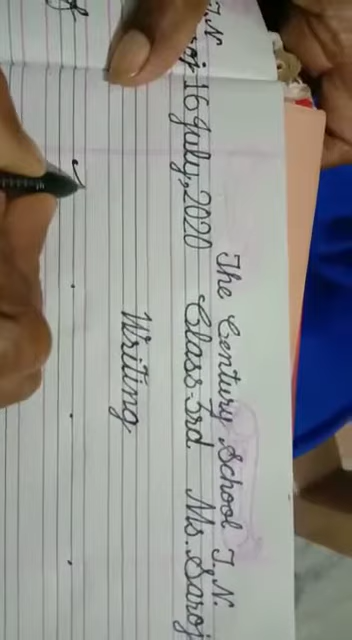 The Century School T.N.
16 July, 2020 Class-3rd Ms. Saroj
Writing
T.N